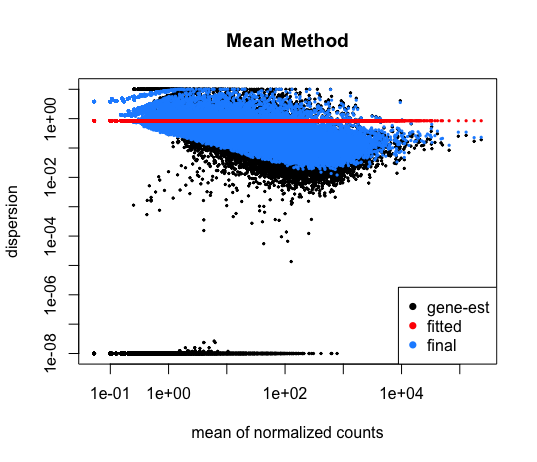 Mean Method
dispersion
1e+00
1e-02
1e-04
1e-06
1e-08
gene-est
fitted
final
1e-01
1e+00
1e+02
1e+04
mean of normalized counts